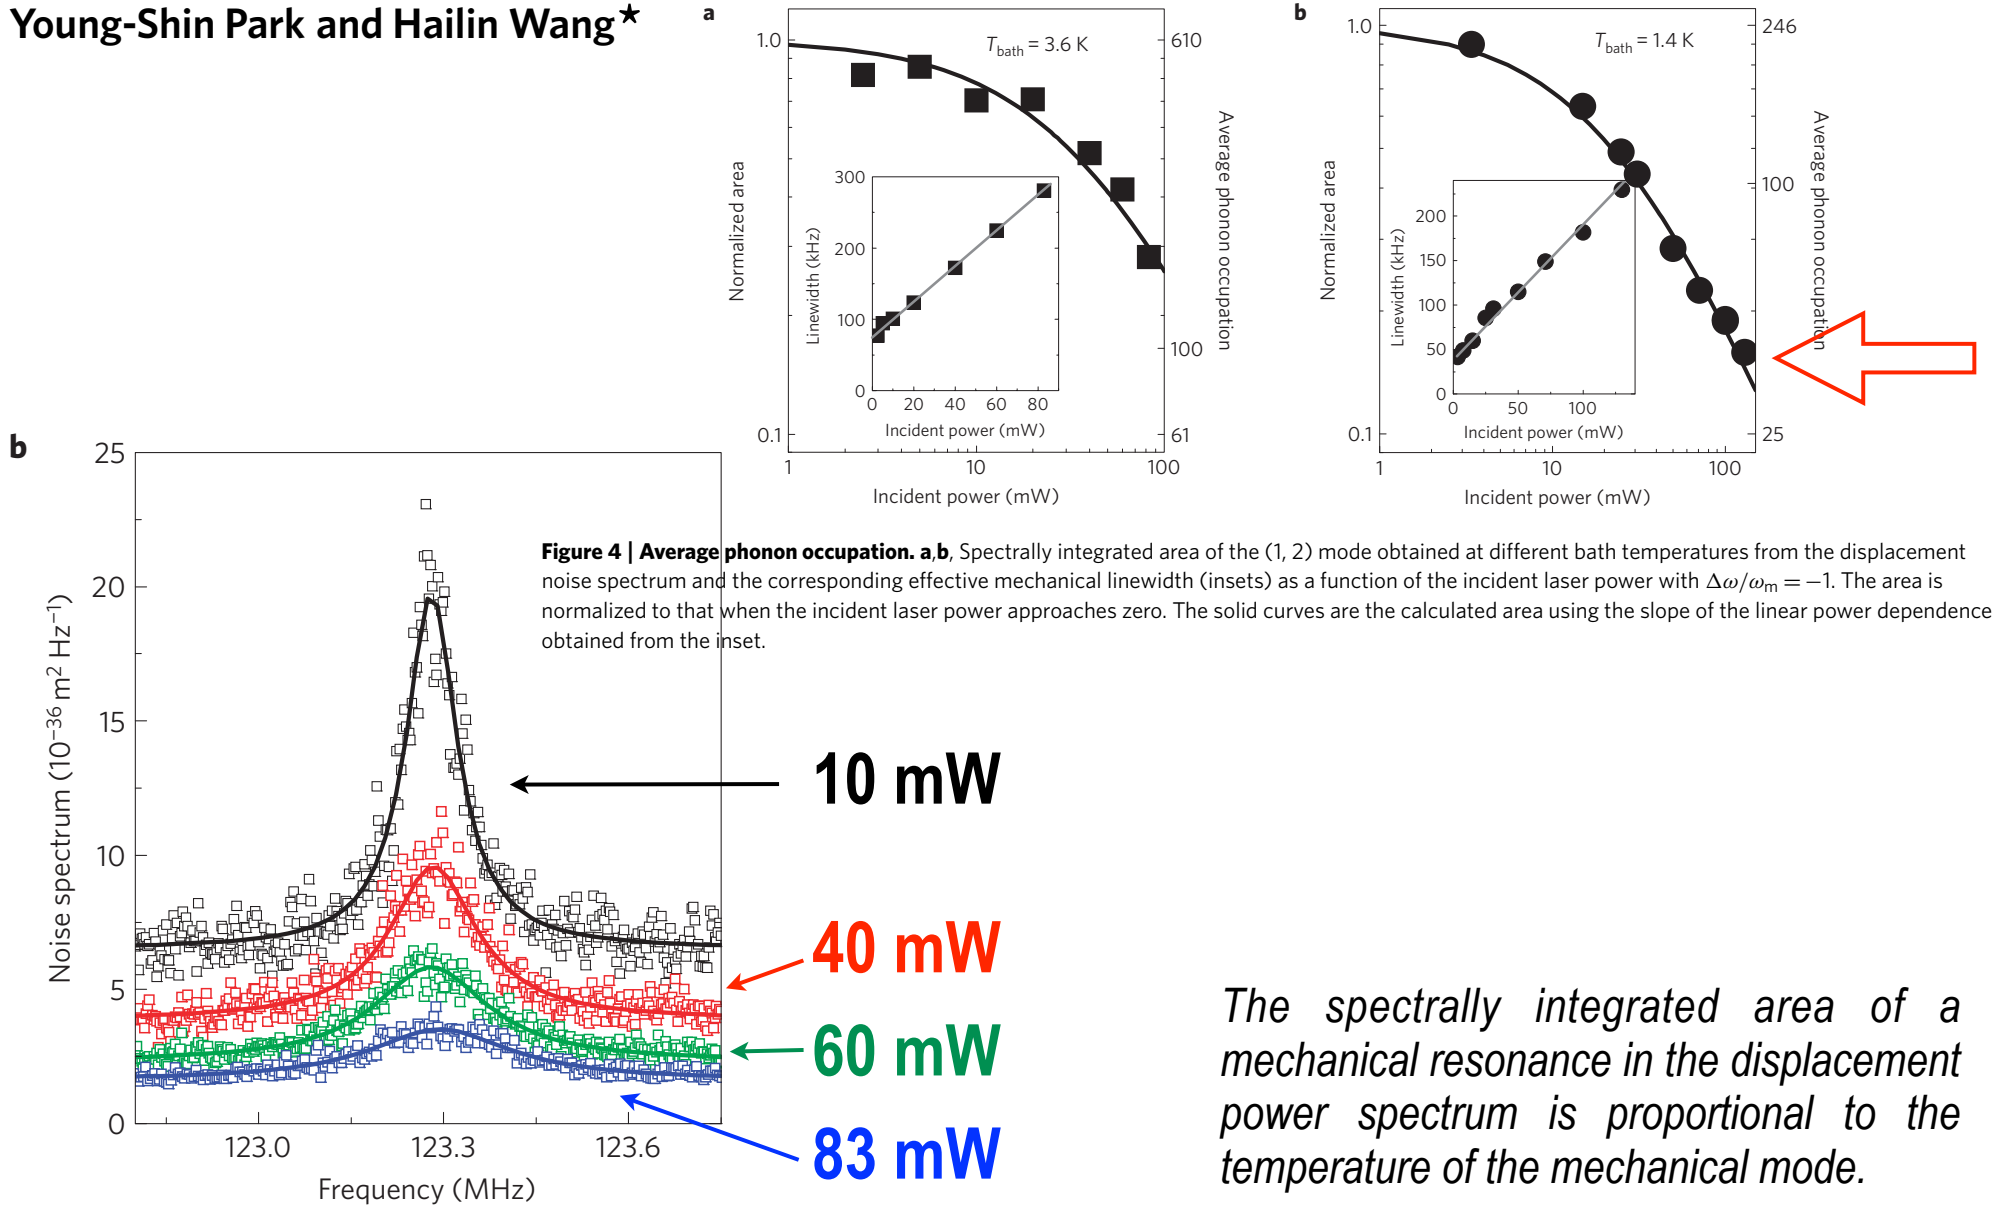 Young-Shin Park and Hailin Wang★
a
1.0
T_bath = 3.6 K
610
Normalized area
Average phonon occupation
300
200
100
0
Linewidth (kHz)
0 20 40 60 80
Incident power (mW)
100
0.1
61
1 10 100
Incident power (mW)
b
1.0
T_bath = 1.4 K
246
Normalized area
Average phonon occupation
100
200
150
100
50
0
Linewidth (kHz)
0 50 100
Incident power (mW)
0.1
25
1 10 100
Incident power (mW)
Figure 4 | Average phonon occupation. a,b, Spectrally integrated area of the (1, 2) mode obtained at different bath temperatures from the displacement
noise spectrum and the corresponding effective mechanical linewidth (insets) as a function of the incident laser power with Δω/ω_m = −1. The area is
normalized to that when the incident laser power approaches zero. The solid curves are the calculated area using the slope of the linear power dependence
obtained from the inset.
b
25
20
15
10
5
0
Noise spectrum (10⁻³⁶ m² Hz⁻¹)
123.0 123.3 123.6
Frequency (MHz)
10 mW
40 mW
60 mW
83 mW
The spectrally integrated area of a
mechanical resonance in the displacement
power spectrum is proportional to the
temperature of the mechanical mode.